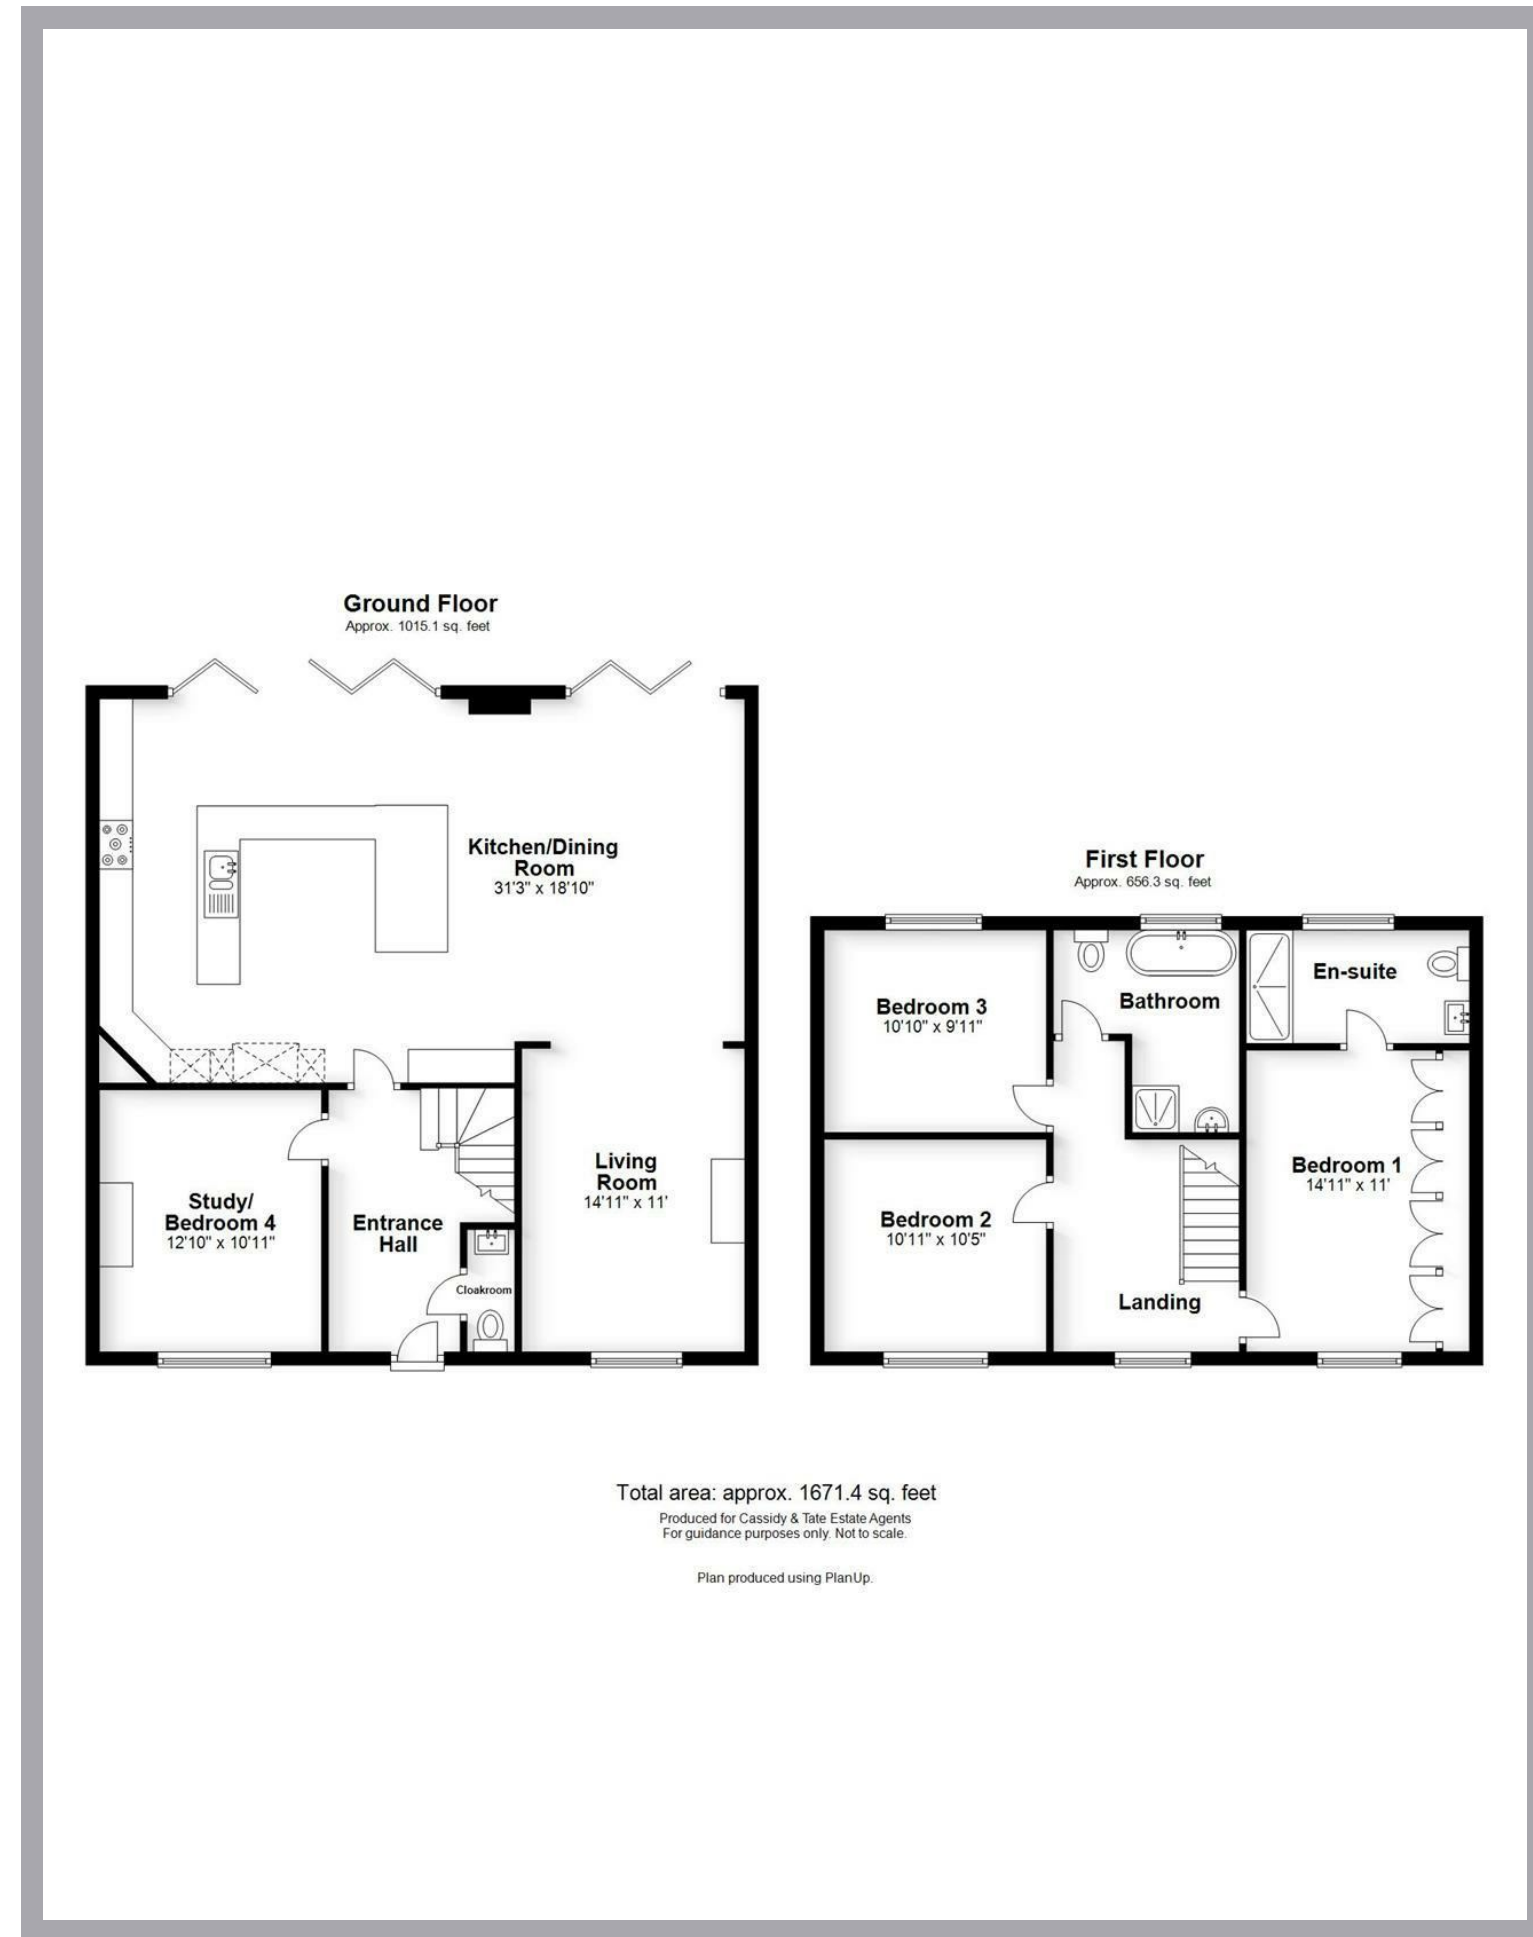 Ground Floor
Approx. 1015.1 sq. feet
Kitchen/Dining
Room
31'3" x 18'10"
Living
Room
14'11" x 11'
Study/
Bedroom 4
12'10" x 10'11"
Entrance
Hall
Cloakroom
First Floor
Approx. 656.3 sq. feet
Bedroom 3
10'10" x 9'11"
Bathroom
En-suite
Bedroom 1
14'11" x 11'
Bedroom 2
10'11" x 10'5"
Landing
Total area: approx. 1671.4 sq. feet
Produced for Cassidy & Tate Estate Agents
For guidance purposes only. Not to scale.
Plan produced using PlanUp.